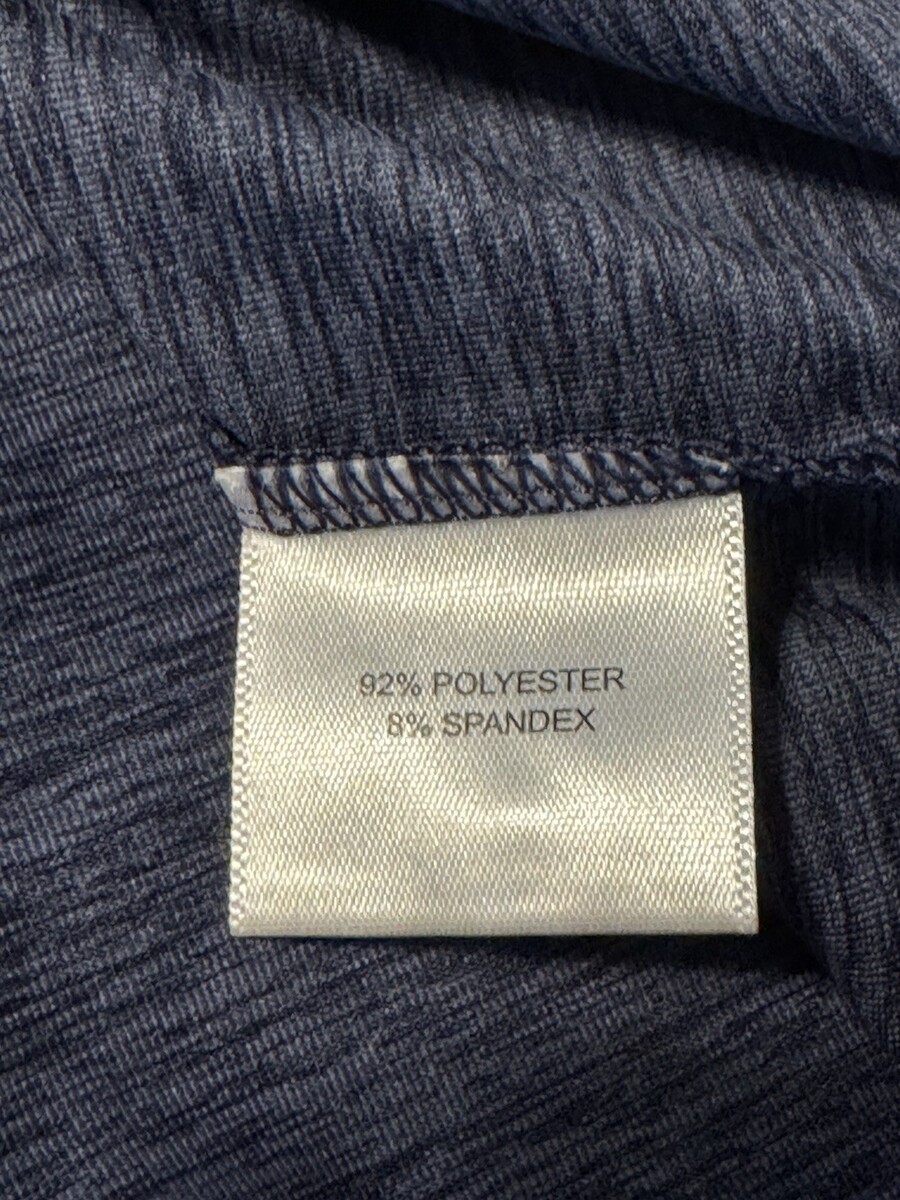 92% POLYESTER
8% SPANDEX